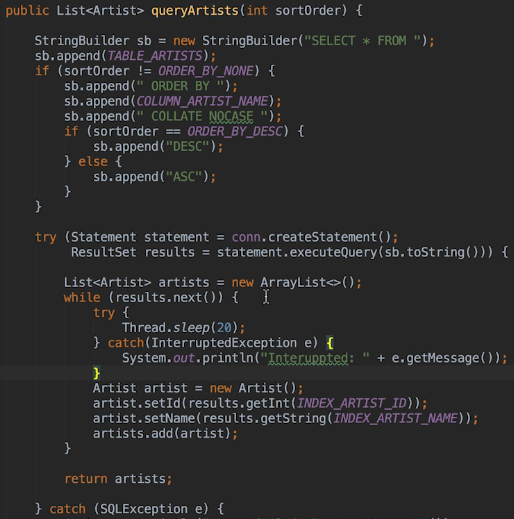 public List<Artist> queryArtists(int sortOrder) {
StringBuilder sb = new StringBuilder("SELECT * FROM ");
sb.append(TABLE_ARTISTS);
if (sortOrder != ORDER_BY_NONE) {
sb.append(" ORDER BY ");
sb.append(COLUMN_ARTIST_NAME);
sb.append(" COLLATE NOCASE ");
if (sortOrder == ORDER_BY_DESC) {
sb.append("DESC");
} else {
sb.append("ASC");
}
}
try (Statement statement = conn.createStatement();
ResultSet results = statement.executeQuery(sb.toString())) {
List<Artist> artists = new ArrayList<>();
while (results.next()) {
try {
Thread.sleep(20);
} catch(InterruptedException e) {
System.out.println("Interuppted: " + e.getMessage());
}
Artist artist = new Artist();
artist.setId(results.getInt(INDEX_ARTIST_ID));
artist.setName(results.getString(INDEX_ARTIST_NAME));
artists.add(artist);
}
return artists;
} catch (SQLException e) {